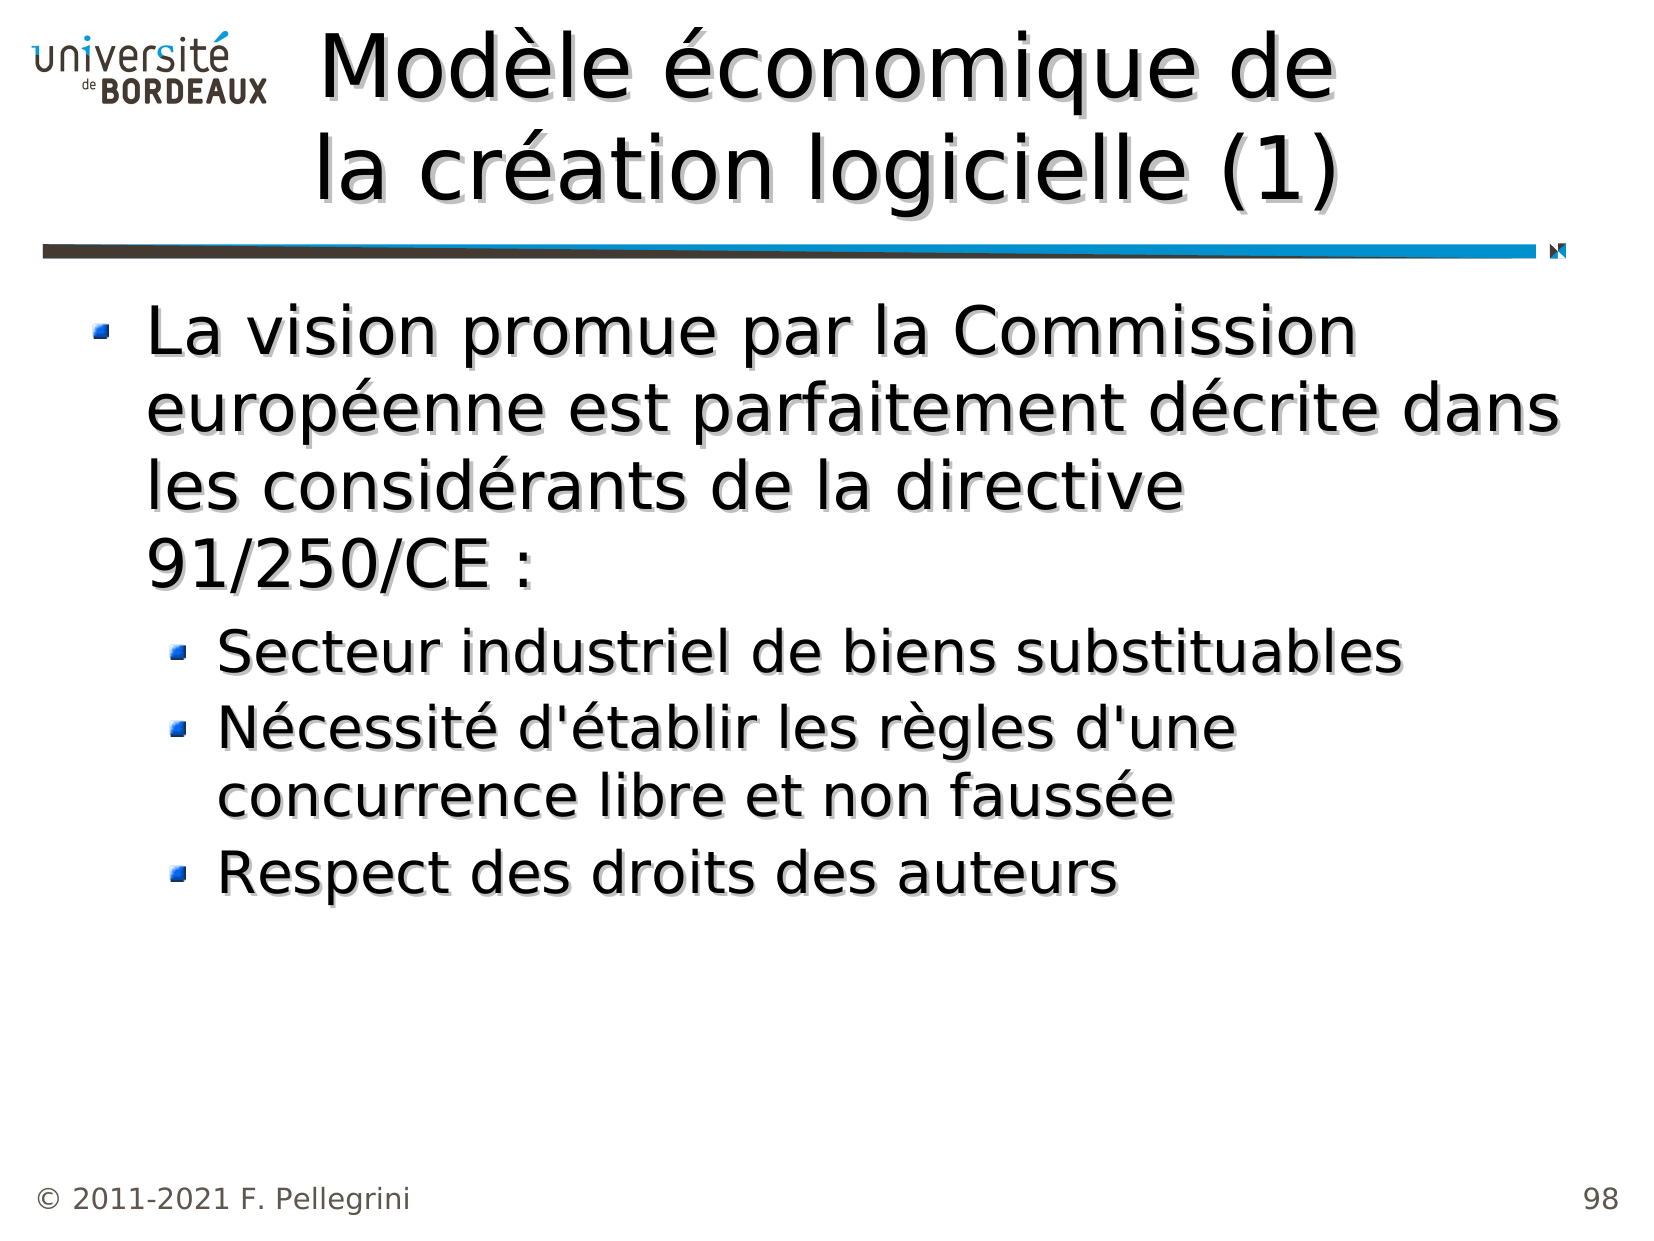 université
de BORDEAUX
Modèle économique de
la création logicielle (1)
La vision promue par la Commission
européenne est parfaitement décrite dans
les considérants de la directive
91/250/CE :
Secteur industriel de biens substituables
Nécessité d'établir les règles d'une
concurrence libre et non faussée
Respect des droits des auteurs
© 2011-2021 F. Pellegrini
98